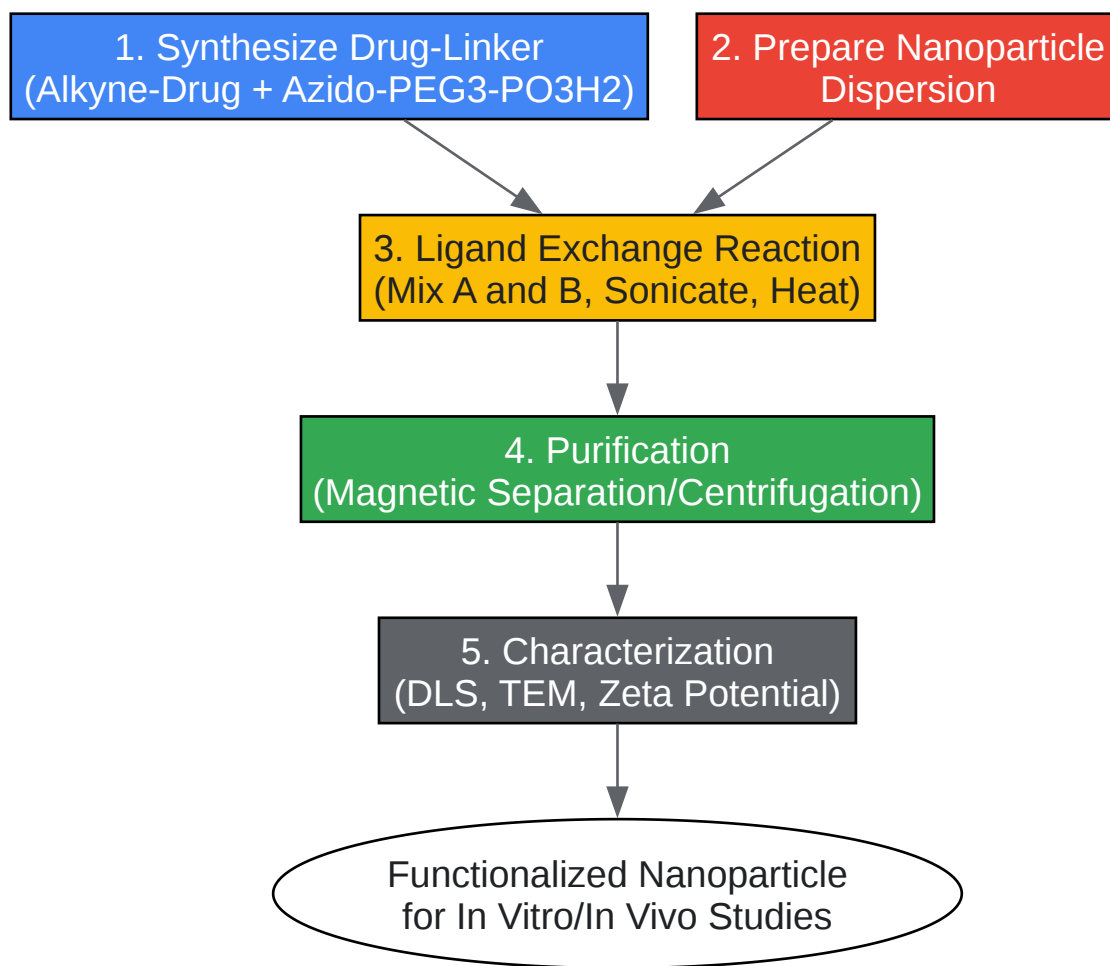 1. Synthesize Drug-Linker
(Alkyne-Drug + Azido-PEG3-PO3H2)
2. Prepare Nanoparticle
Dispersion
3. Ligand Exchange Reaction
(Mix A and B, Sonicate, Heat)
4. Purification
(Magnetic Separation/Centrifugation)
5. Characterization
(DLS, TEM, Zeta Potential)
Functionalized Nanoparticle
for In Vitro/In Vivo Studies